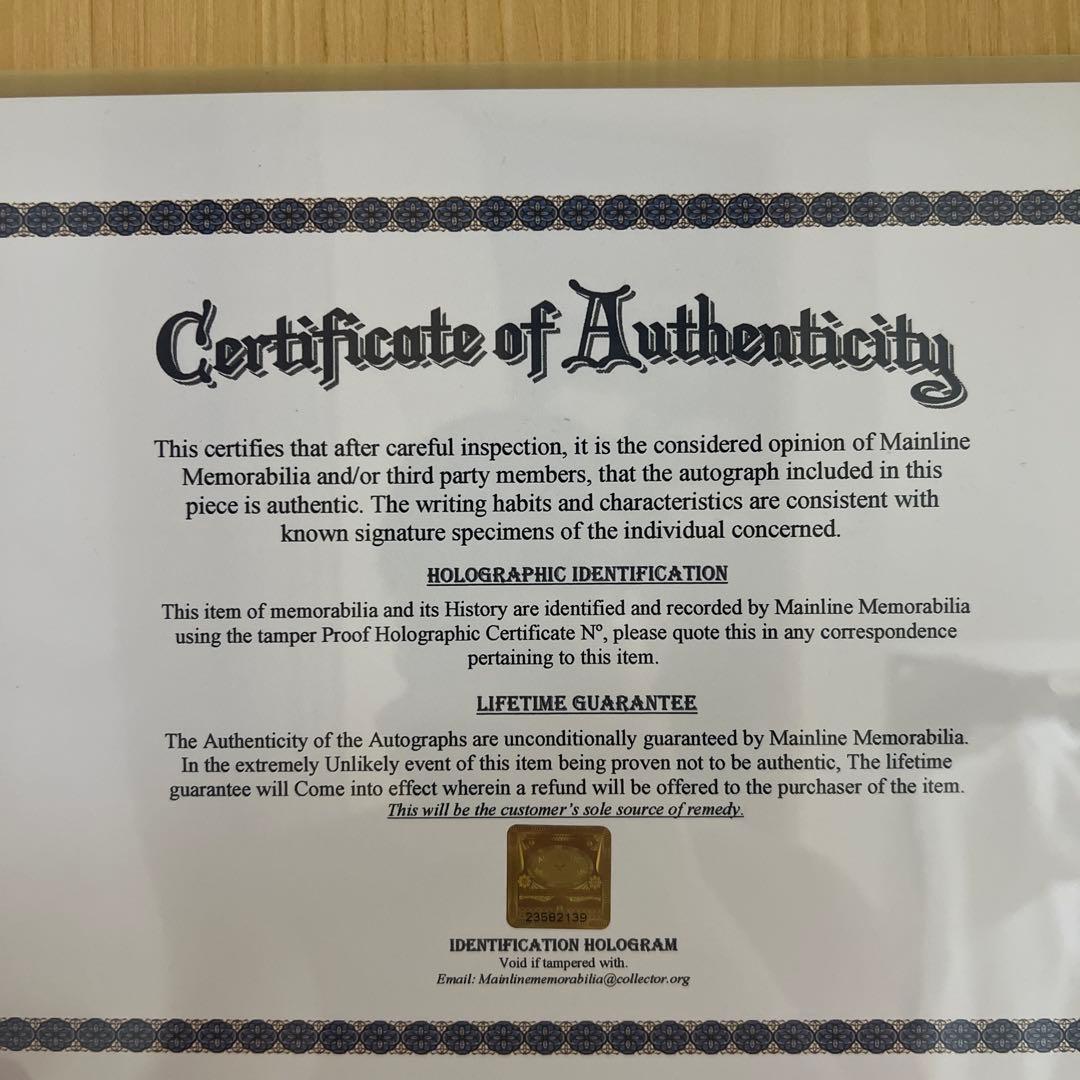 Certificate of Authenticity
This certifies that after careful inspection, it is the considered opinion of Mainline
Memorabilia and/or third party members, that the autograph included in this
piece is authentic. The writing habits and characteristics are consistent with
known signature specimens of the individual concerned.
HOLOGRAPHIC IDENTIFICATION
This item of memorabilia and its History are identified and recorded by Mainline Memorabilia
using the tamper Proof Holographic Certificate Nº, please quote this in any correspondence
pertaining to this item.
LIFETIME GUARANTEE
The Authenticity of the Autographs are unconditionally guaranteed by Mainline Memorabilia.
In the extremely Unlikely event of this item being proven not to be authentic, The lifetime
guarantee will Come into effect wherein a refund will be offered to the purchaser of the item.
This will be the customer's sole source of remedy.
23582139
IDENTIFICATION HOLOGRAM
Void if tampered with.
Email: Mainlinememorabilia@collector.org